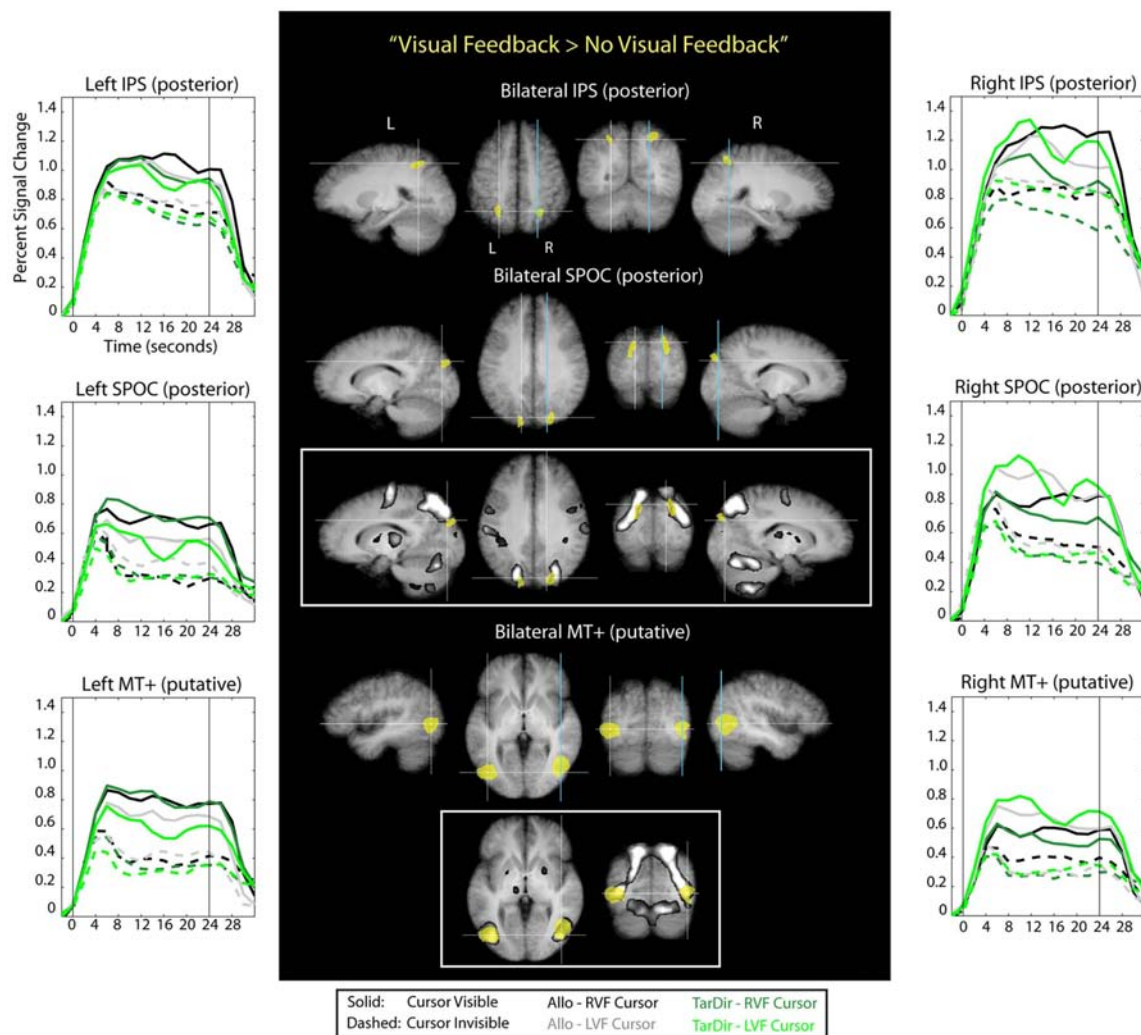 "Visual Feedback > No Visual Feedback"
Left IPS (posterior)
Percent Signal Change
1.4
1.2
1.0
0.8
0.6
0.4
0.2
0
0 4 8 12 16 20 24 28
Time (seconds)
Left SPOC (posterior)
1.4
1.2
1.0
0.8
0.6
0.4
0.2
0
0 4 8 12 16 20 24 28
Left MT+ (putative)
1.4
1.2
1.0
0.8
0.6
0.4
0.2
0
0 4 8 12 16 20 24 28
Bilateral IPS (posterior)
L R
L R
Bilateral SPOC (posterior)
Bilateral MT+ (putative)
Right IPS (posterior)
1.4
1.2
1.0
0.8
0.6
0.4
0.2
0
0 4 8 12 16 20 24 28
Right SPOC (posterior)
1.4
1.2
1.0
0.8
0.6
0.4
0.2
0
0 4 8 12 16 20 24 28
Right MT+ (putative)
1.4
1.2
1.0
0.8
0.6
0.4
0.2
0
0 4 8 12 16 20 24 28
Solid: Cursor Visible Allo - RVF Cursor TarDir - RVF Cursor
Dashed: Cursor Invisible Allo - LVF Cursor TarDir - LVF Cursor